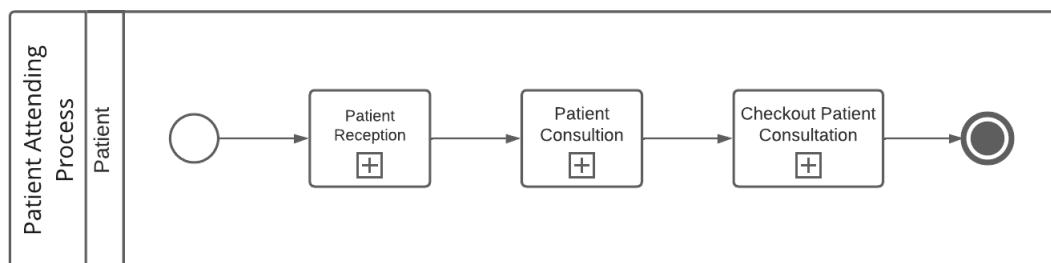 Patient Attending
Process
Patient
Patient
Reception
Patient
Consultion
Checkout Patient
Consultation